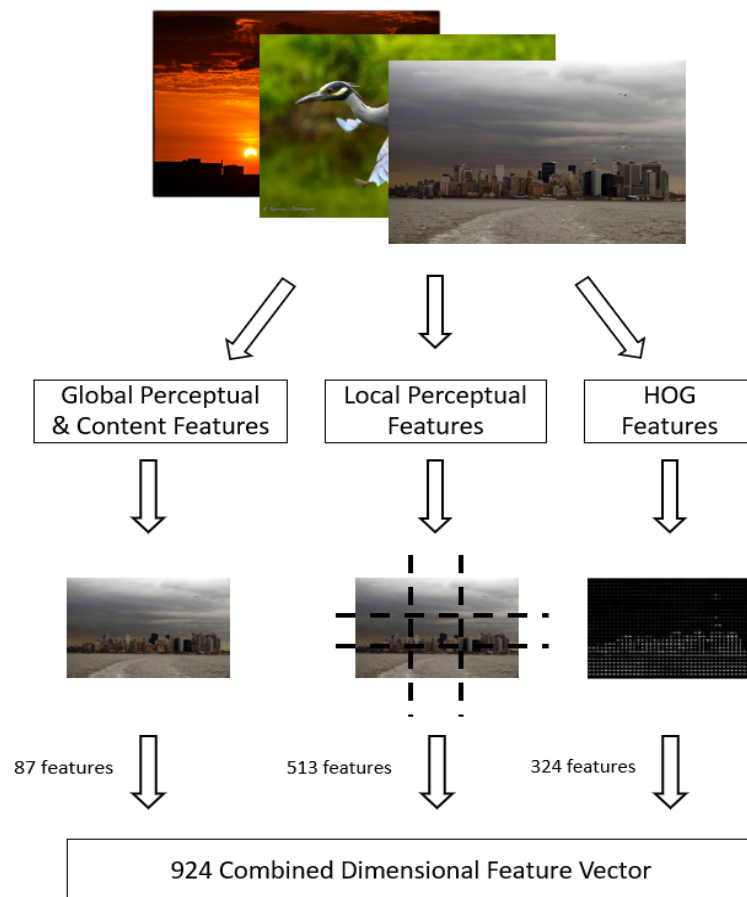 Global Perceptual
& Content Features
Local Perceptual
Features
HOG
Features
87 features
513 features
324 features
924 Combined Dimensional Feature Vector